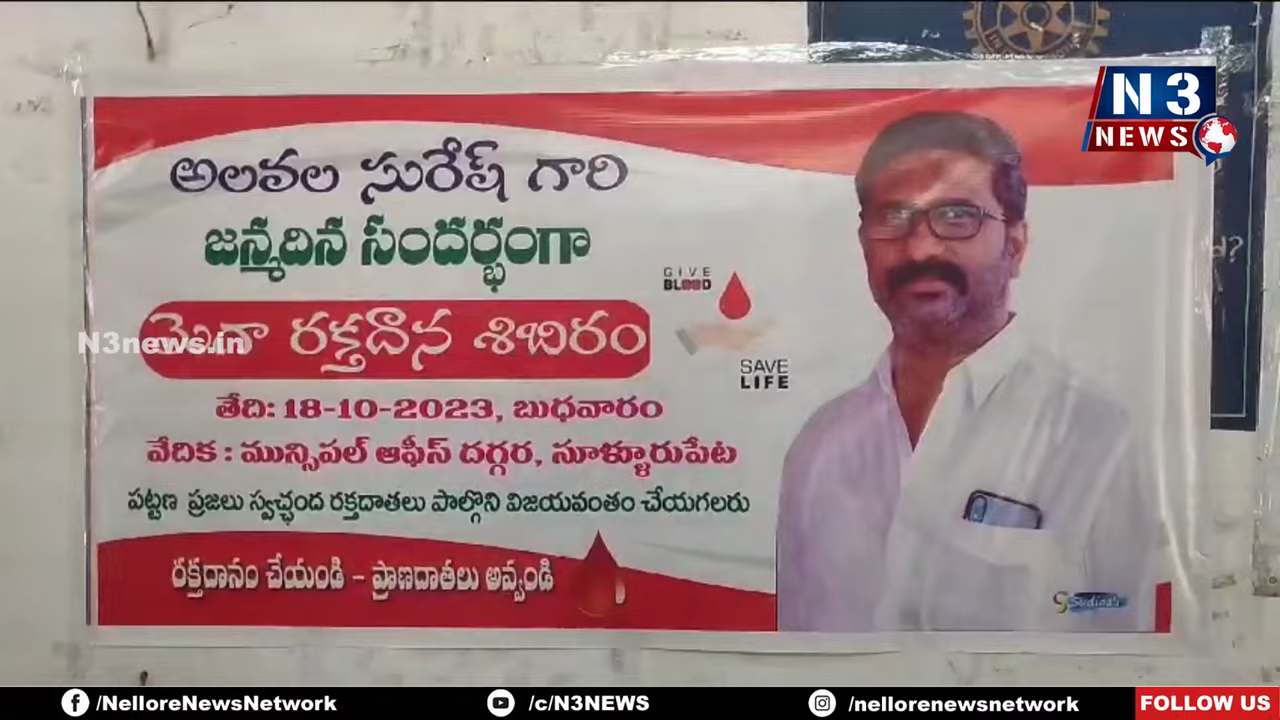 N3
NEWS
అలవల సురేష్ గారి
జన్మదిన సందర్భంగా
GIVE
BLOOD
మెగా రక్తదాన శిబిరం
N3news.in
SAVE
LIFE
తేది: 18-10-2023, బుధవారం
వేదిక : మున్సిపల్ ఆఫీస్ దగ్గర, సూళ్ళూరుపేట
పట్టణ ప్రజలు స్వచ్ఛంద రక్తదాతలు పాల్గొని విజయవంతం చేయగలరు
రక్తదానం చేయండి - ప్రాణదాతలు అవ్వండి
/NelloreNewsNetwork
/c/N3NEWS
/nellorenewsnetwork
FOLLOW US